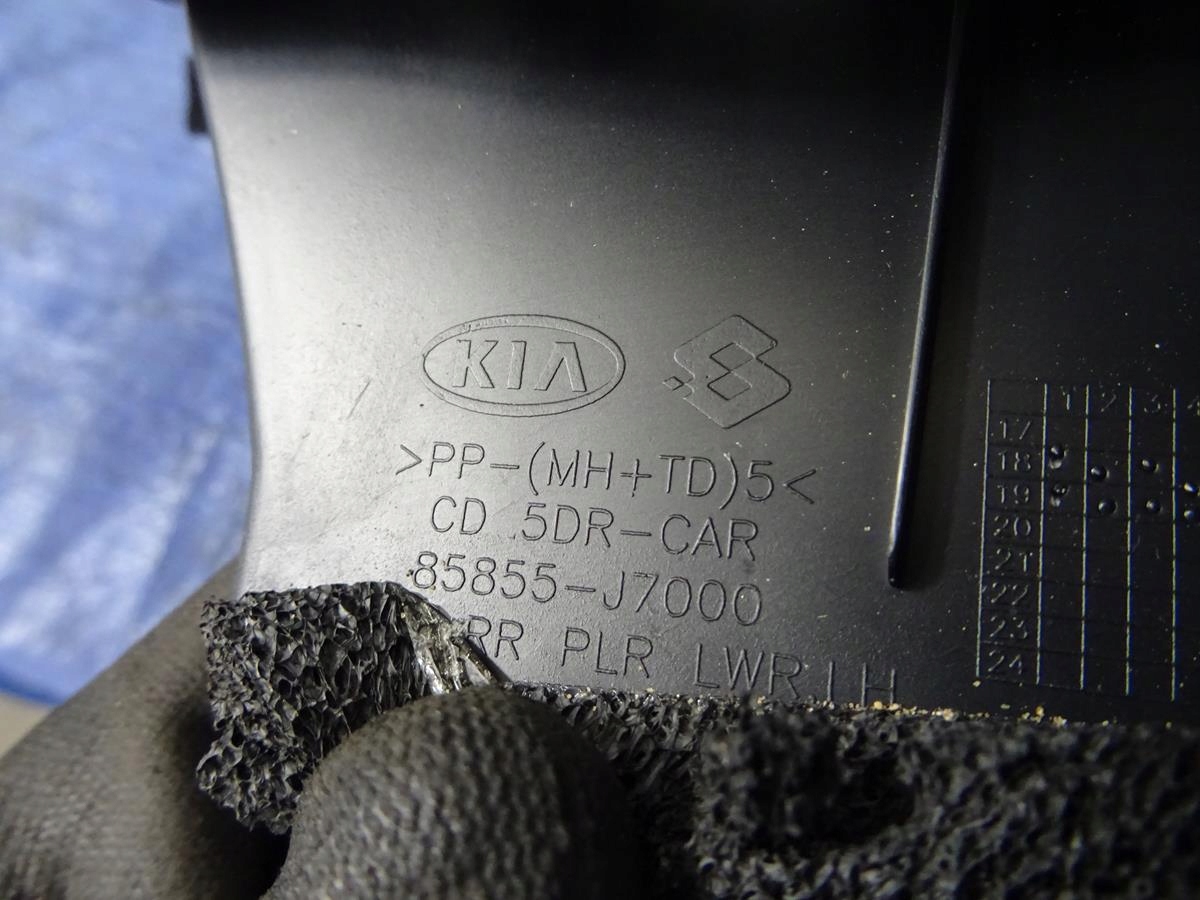 KIA
>PP-(MH+TD)5<
CD 5DR-CAR
85855-J7000
RR PLR LWR.LH
1 2 3 4
17
18
19
20
21
22
23
24